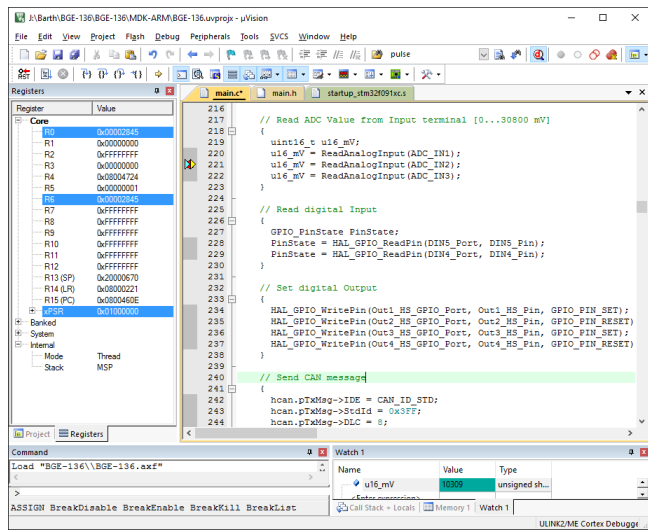 J:\Barth\BGE-136\BGE-136\MDK-ARM\BGE-136.uvprojx - µVision
File Edit View Project Flash Debug Peripherals Tools SVCS Window Help
pulse
RST
Registers
main.c* main.h startup_stm32f091xc.s
Register Value
Core
R0 0x00002845
R1 0x00000000
R2 0xFFFFFFFF
R3 0x00000000
R4 0x08004724
R5 0x00000001
R6 0x00002845
R7 0xFFFFFFFF
R8 0xFFFFFFFF
R9 0xFFFFFFFF
R10 0xFFFFFFFF
R11 0xFFFFFFFF
R12 0xFFFFFFFF
R13 (SP) 0x20000670
R14 (LR) 0x08000221
R15 (PC) 0x0800460E
xPSR 0x01000000
Banked
System
Internal
Mode Thread
Stack MSP
Project Registers
216
217 // Read ADC Value from Input terminal [0...30800 mV]
218 {
219 uint16_t u16_mV;
220 u16_mV = ReadAnalogInput(ADC_IN1);
221 u16_mV = ReadAnalogInput(ADC_IN2);
222 u16_mV = ReadAnalogInput(ADC_IN3);
223 }
224
225 // Read digital Input
226 {
227 GPIO_PinState PinState;
228 PinState = HAL_GPIO_ReadPin(DIN5_Port, DIN5_Pin);
229 PinState = HAL_GPIO_ReadPin(DIN4_Port, DIN4_Pin);
230 }
231
232 // Set digital Output
233 {
234 HAL_GPIO_WritePin(Out1_HS_GPIO_Port, Out1_HS_Pin, GPIO_PIN_SET);
235 HAL_GPIO_WritePin(Out2_HS_GPIO_Port, Out2_HS_Pin, GPIO_PIN_RESET)
236 HAL_GPIO_WritePin(Out3_HS_GPIO_Port, Out3_HS_Pin, GPIO_PIN_SET);
237 HAL_GPIO_WritePin(Out4_HS_GPIO_Port, Out4_HS_Pin, GPIO_PIN_RESET)
238 }
239
240 // Send CAN message
241 {
242 hcan.pTxMsg->IDE = CAN_ID_STD;
243 hcan.pTxMsg->StdId = 0x3FF;
244 hcan.pTxMsg->DLC = 8;
Command
Load "BGE-136\\BGE-136.axf"
>
ASSIGN BreakDisable BreakEnable BreakKill BreakList
Watch 1
Name Value Type
u16_mV 10309 unsigned sh...
<Enter expression>
Call Stack + Locals Memory 1 Watch 1
ULINK2/ME Cortex Debugge